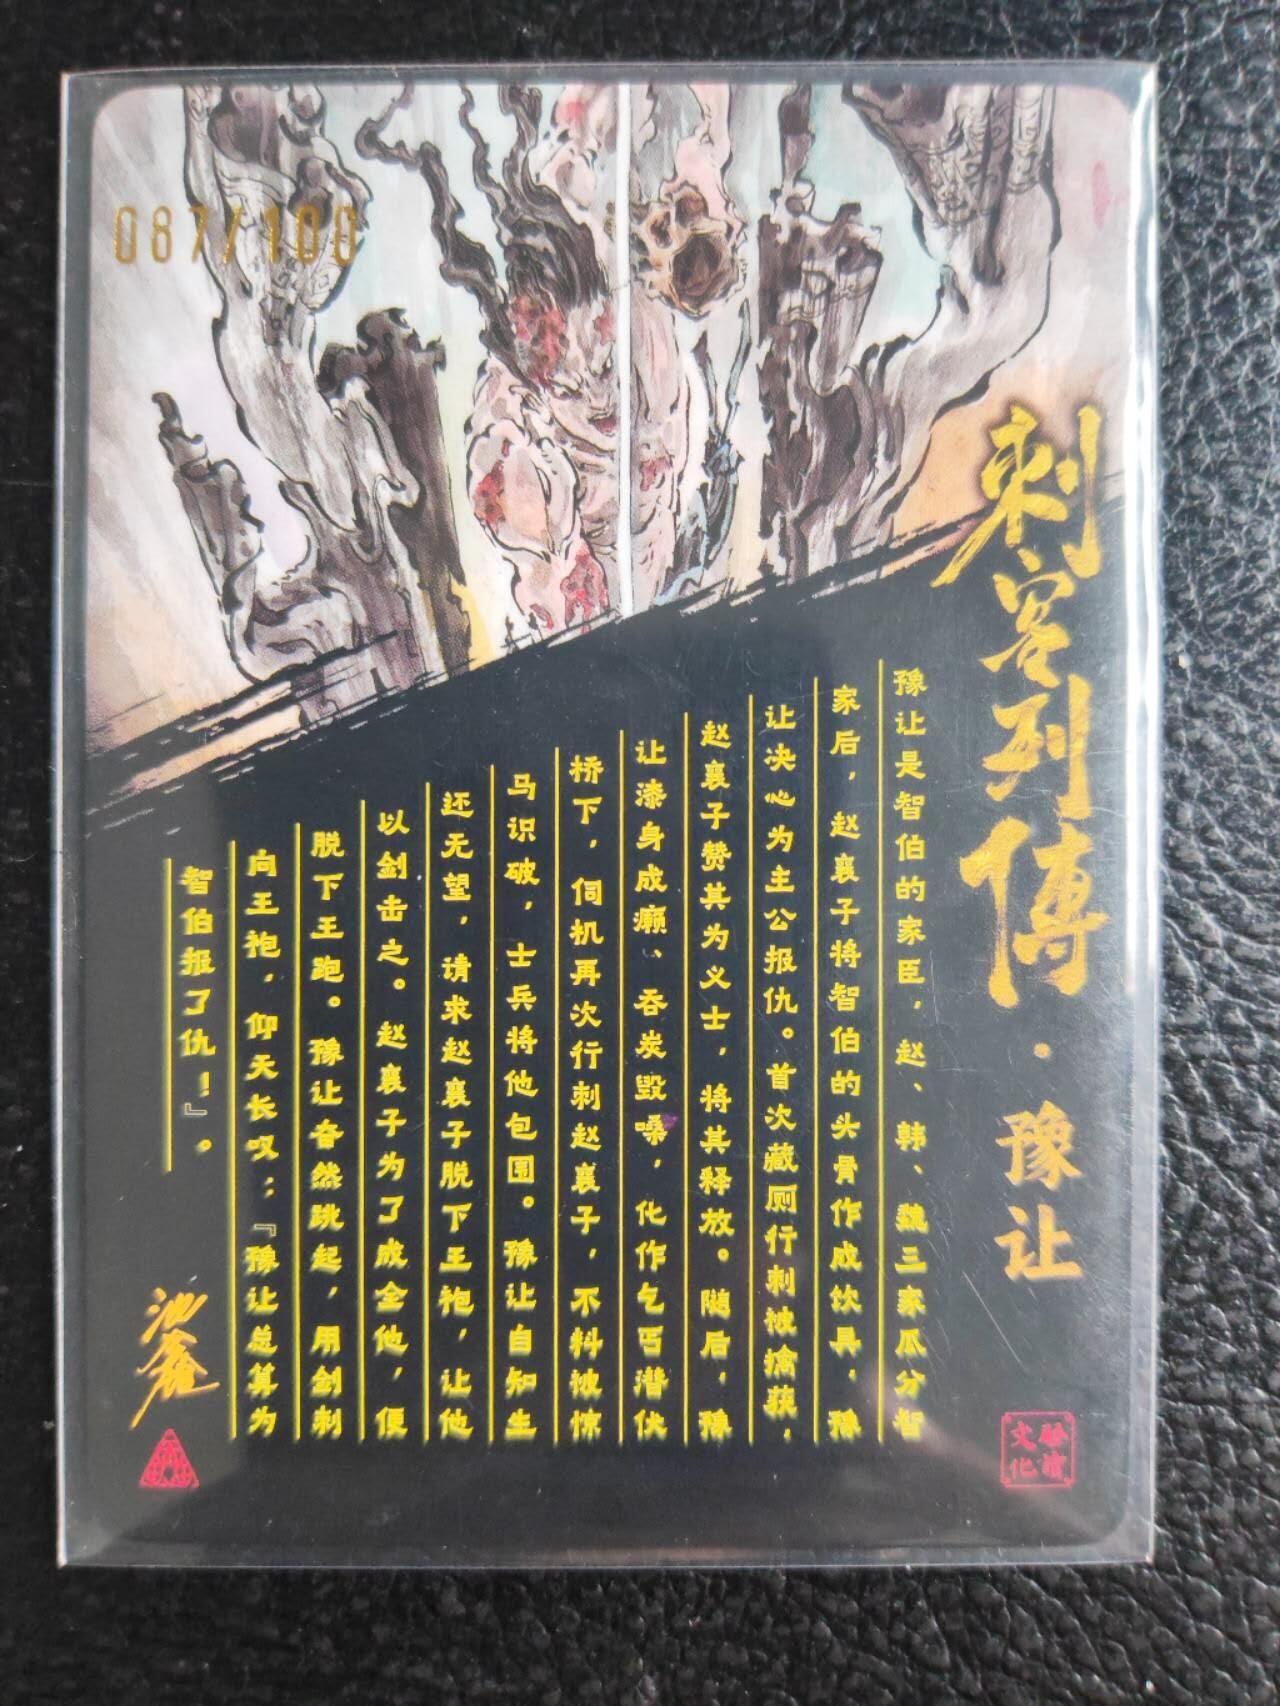 087/100
刺客列傳·豫让
豫让是智伯的家臣，赵、韩、魏三家瓜分智
家后，赵襄子将智伯的头骨作成饮具，豫
让决心为主公报仇。首次藏厕行刺被擒获，
赵襄子赞其为义士，将其释放。随后，豫
让漆身成癞、吞炭毁嗓，化作乞丐潜伏
桥下，伺机再次行刺赵襄子，不料被惊
马识破，士兵将他包围。豫让自知生
还无望，请求赵襄子脱下王袍，让他
以剑击之。赵襄子为了成全他，便
脱下王跑。豫让奋然跳起，用剑刺
向王袍，仰天长叹：『豫让总算为
智伯报了仇！』。
文化